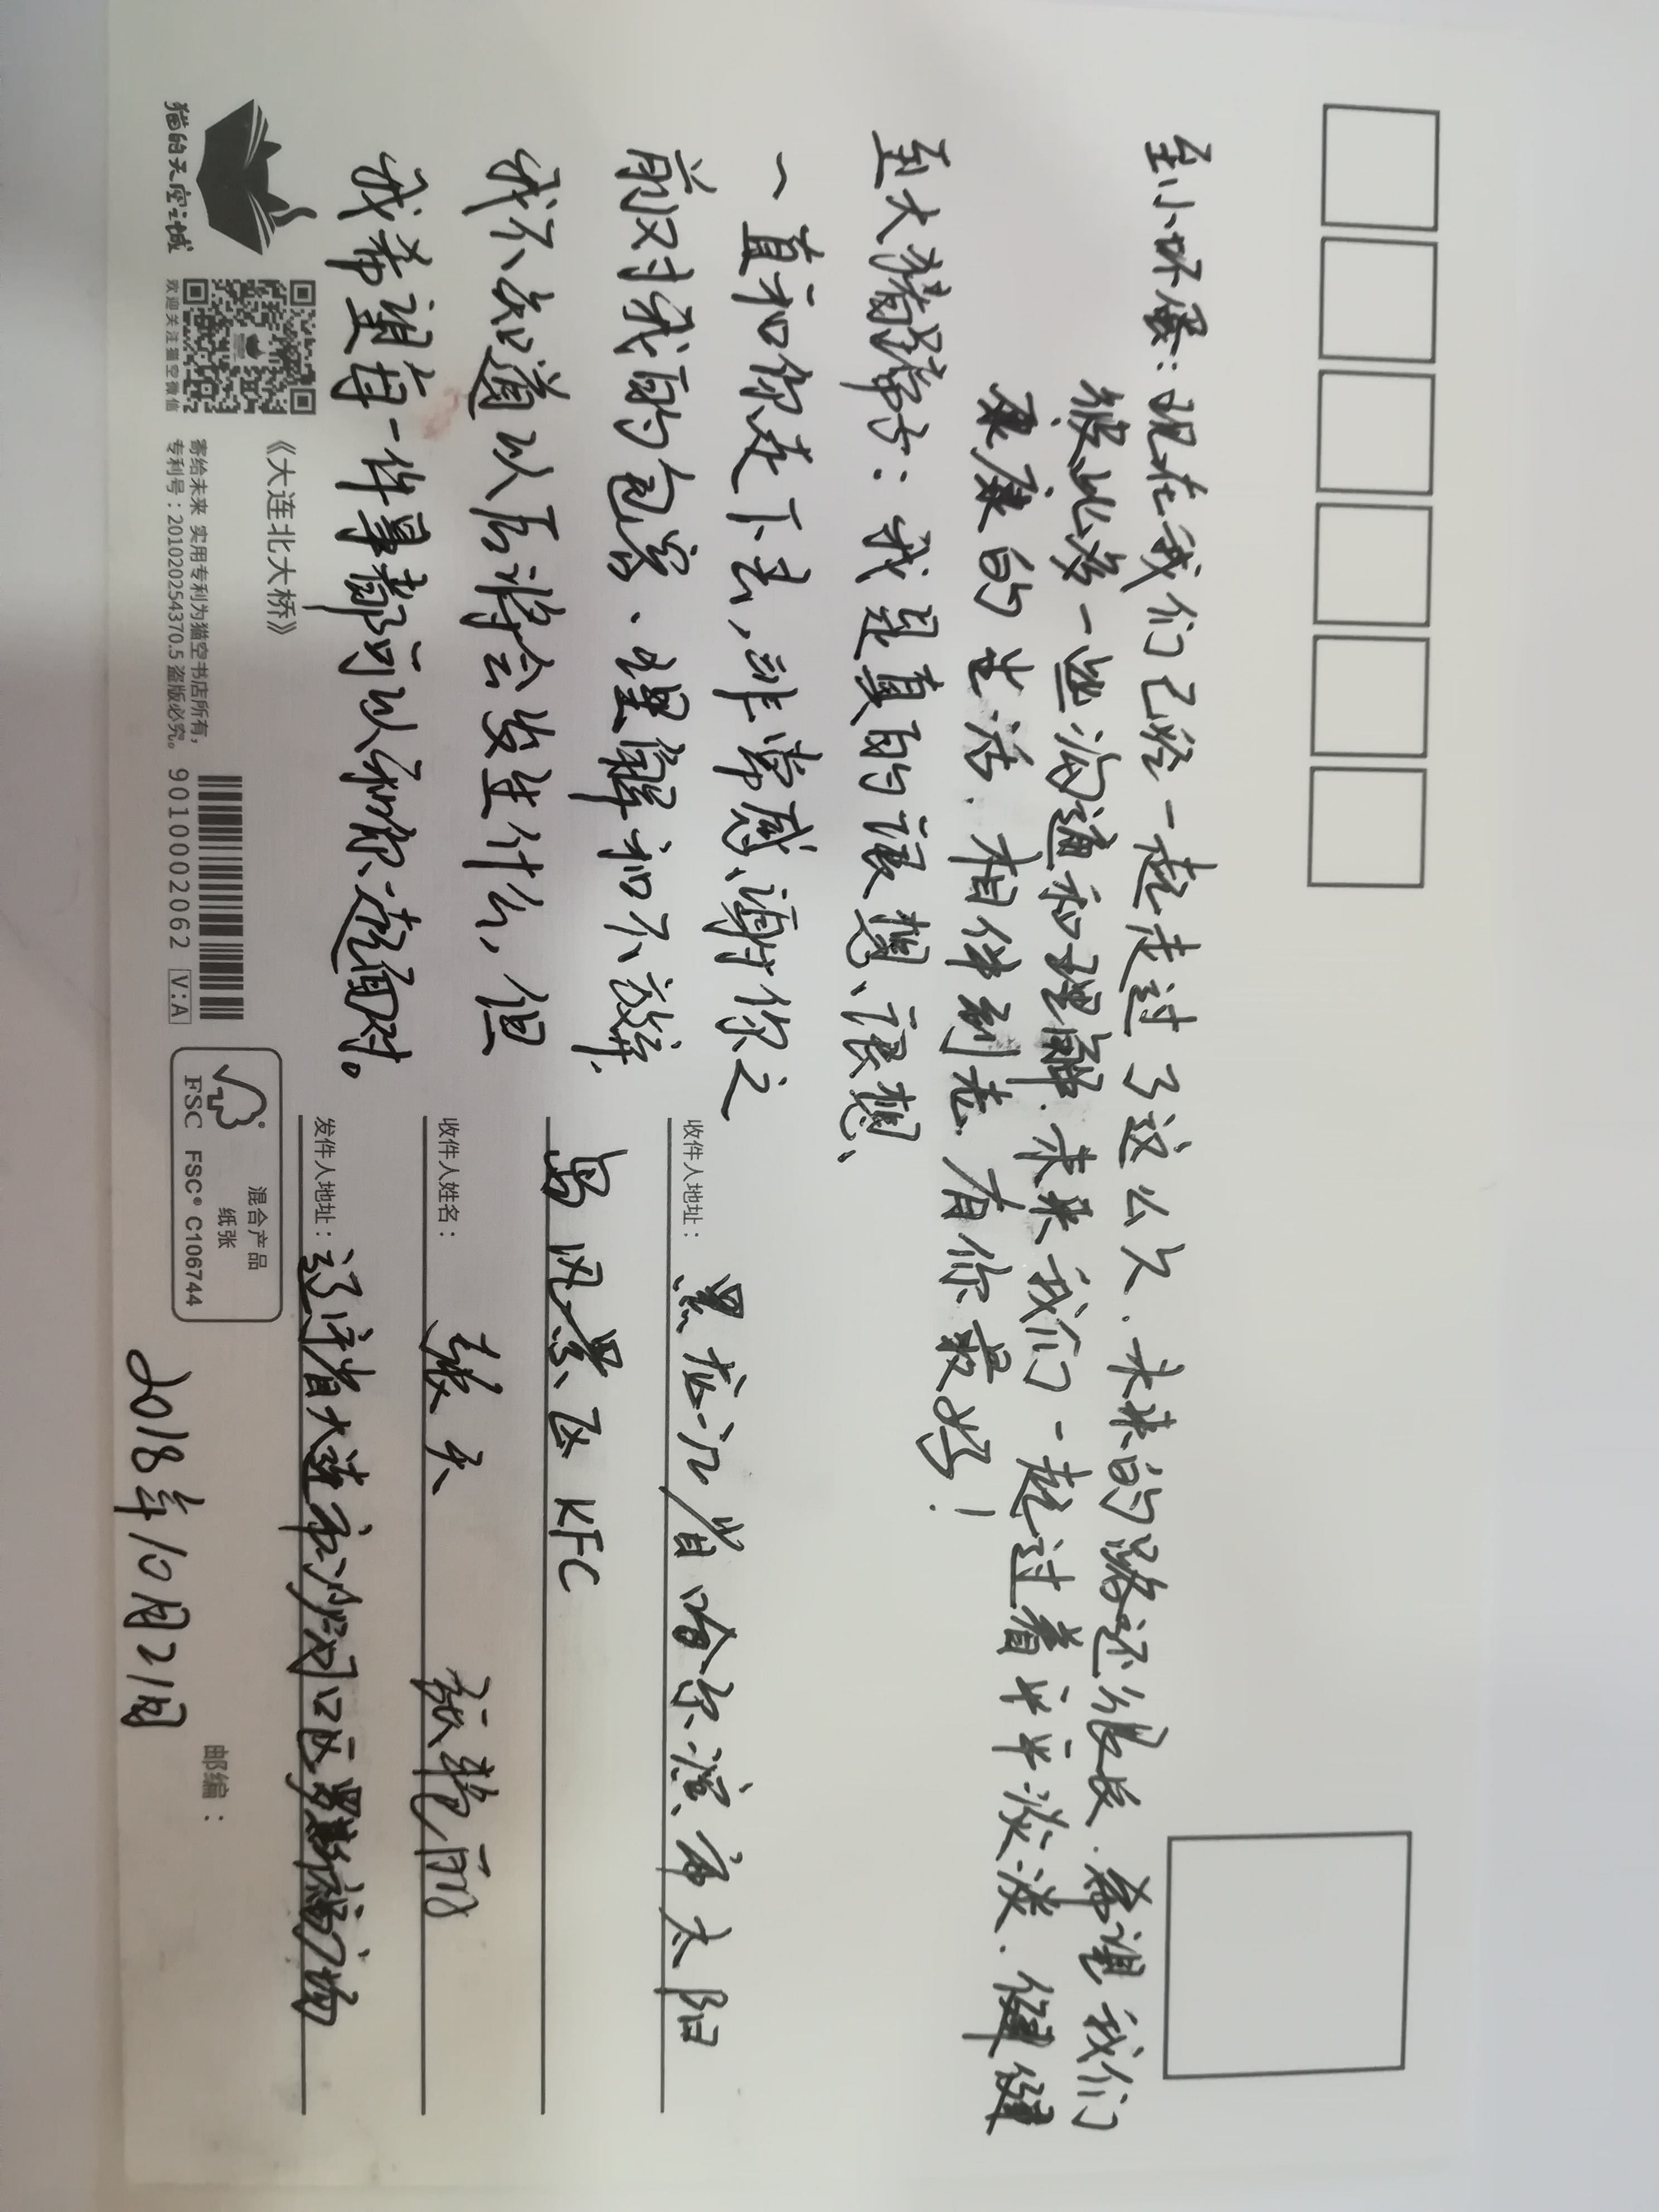 至小坏蛋：现在我们已经一起走过了这么久．未来的路还很长．希望我们
彼此多一些沟通和理解．未来我们一起过着平平淡淡．健健
康康的生活．相伴到老．有你最好！
至大猪蹄子：我是真的很想、很想、
一直和你走下去，非常感谢你之
前对我的包容．理解和不放弃，
我不知道以后将会发生什么，但
我希望每一件事都可以和你一起面对。
收件人地址： 黑龙江省哈尔滨市太阳
岛风景区 KFC
收件人姓名： 张天 张艳丽
发件人地址： 辽宁省大连市沙河口区罗斯福广场
邮编：
2018年10月21日
《大连北大桥》
寄给未来 实用专利为猫空书店所有，
专利号：201020254370.5 盗版必究。
猫的天空之城
欢迎关注猫空微信
9010002062 V:A
混合产品
纸张
FSC FSC® C106744